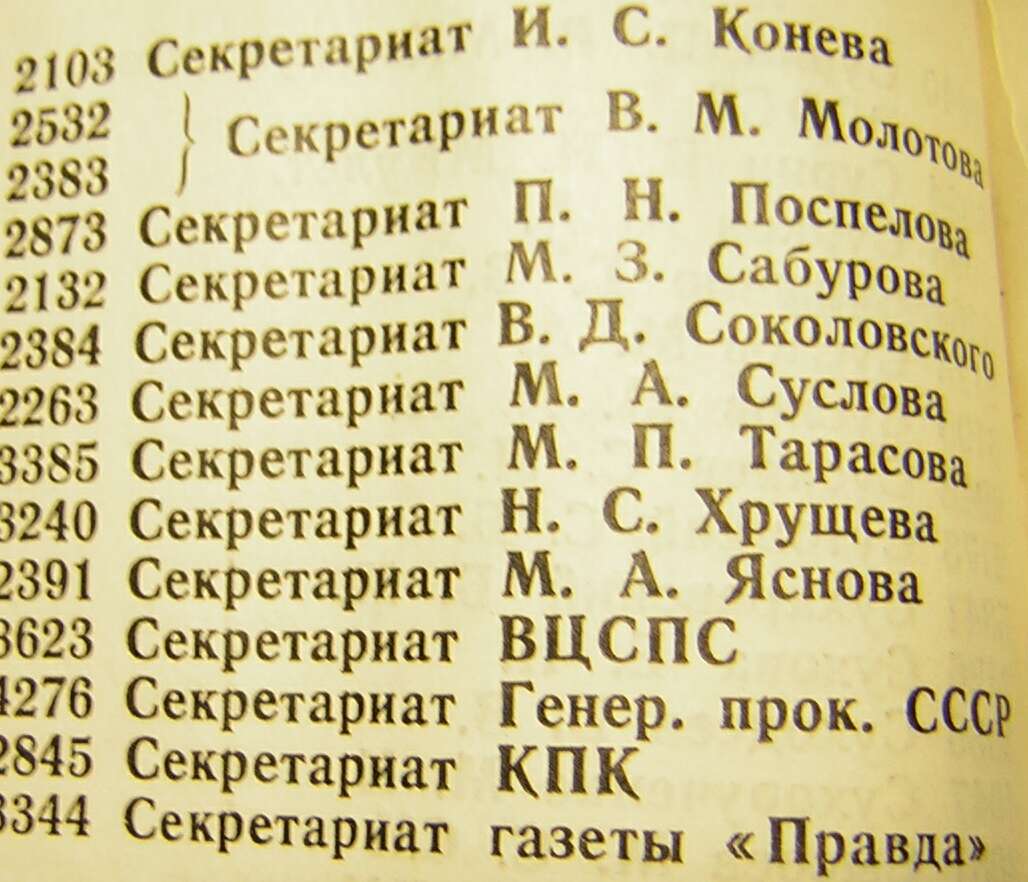 2103 Секретариат И. С. Конева
2532
2383 } Секретариат В. М. Молотова
2873 Секретариат П. Н. Поспелова
2132 Секретариат М. З. Сабурова
2384 Секретариат В. Д. Соколовского
2263 Секретариат М. А. Суслова
3385 Секретариат М. П. Тарасова
3240 Секретариат Н. С. Хрущева
2391 Секретариат М. А. Яснова
3623 Секретариат ВЦСПС
4276 Секретариат Генер. прок. СССР
2845 Секретариат КПК
3344 Секретариат газеты «Правда»